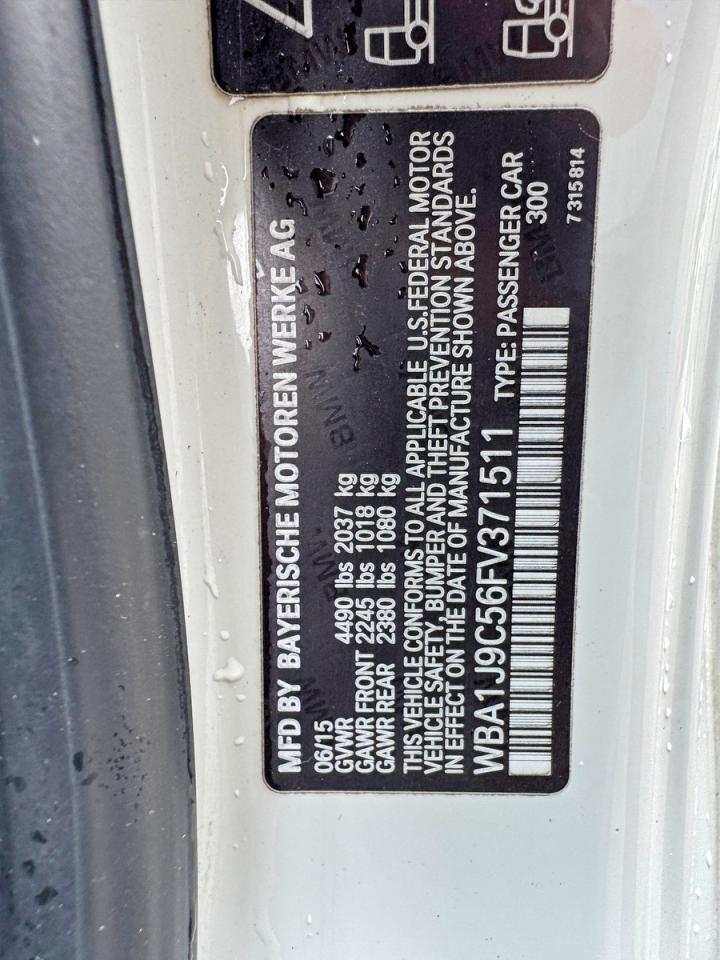 MFD BY BAYERISCHE MOTOREN WERKE AG
06/15
GVWR 4490 lbs 2037 kg
GAWR FRONT 2245 lbs 1018 kg
GAWR REAR 2380 lbs 1080 kg
THIS VEHICLE CONFORMS TO ALL APPLICABLE U.S.FEDERAL MOTOR
VEHICLE SAFETY, BUMPER AND THEFT PREVENTION STANDARDS
IN EFFECT ON THE DATE OF MANUFACTURE SHOWN ABOVE.
WBA1J9C56FV371511 TYPE: PASSENGER CAR
300
7315814